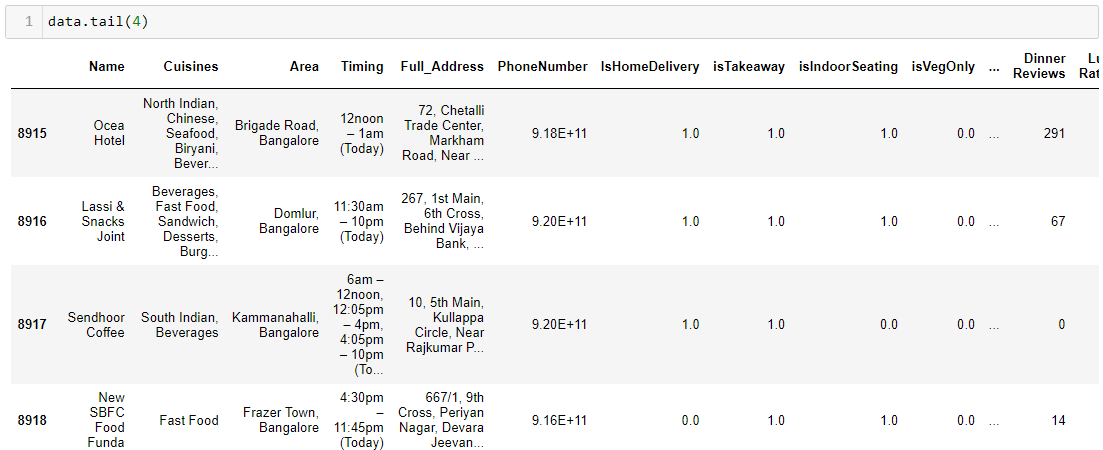 1 data.tail(4)
Name Cuisines Area Timing Full_Address PhoneNumber IsHomeDelivery isTakeaway isIndoorSeating isVegOnly ... Dinner Reviews Lu Rat
8915 Ocea Hotel North Indian, Chinese, Seafood, Biryani, Bever... Brigade Road, Bangalore 12noon – 1am (Today) 72, Chetalli Trade Center, Markham Road, Near ... 9.18E+11 1.0 1.0 1.0 0.0 ... 291
8916 Lassi & Snacks Joint Beverages, Fast Food, Sandwich, Desserts, Burg... Domlur, Bangalore 11:30am – 10pm (Today) 267, 1st Main, 6th Cross, Behind Vijaya Bank, ... 9.20E+11 1.0 1.0 1.0 0.0 ... 67
8917 Sendhoor Coffee South Indian, Beverages Kammanahalli, Bangalore 6am – 12noon, 12:05pm – 4pm, 4:05pm – 10pm (To... 10, 5th Main, Kullappa Circle, Near Rajkumar P... 9.20E+11 1.0 1.0 0.0 0.0 ... 0
8918 New SBFC Food Funda Fast Food Frazer Town, Bangalore 4:30pm – 11:45pm (Today) 667/1, 9th Cross, Periyan Nagar, Devara Jeevan... 9.16E+11 0.0 1.0 1.0 0.0 ... 14